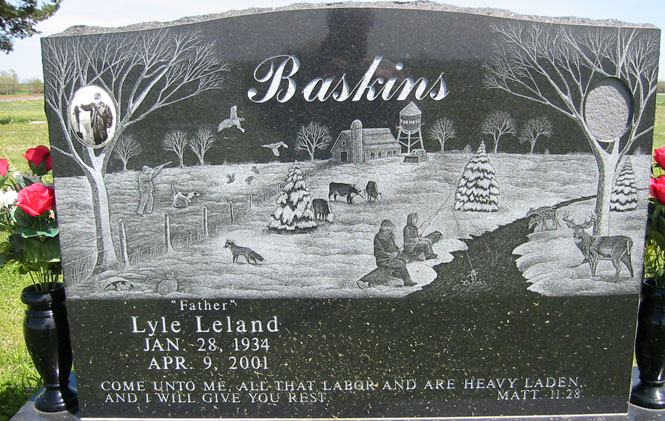 Baskins
FORMOSO
"Father"
Lyle Leland
JAN. 28, 1934
APR. 9, 2001
COME UNTO ME, ALL THAT LABOR AND ARE HEAVY LADEN,
AND I WILL GIVE YOU REST. MATT. 11:28